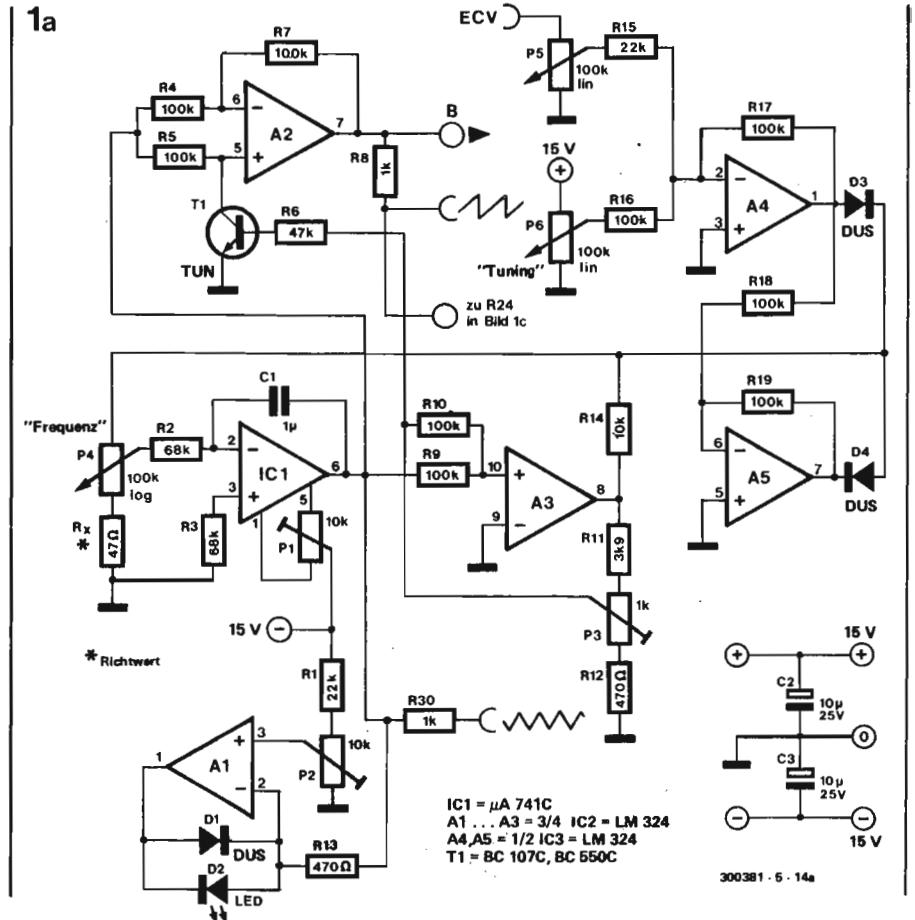 1a
R7
100k
ECV
P5
100k
lin
R15
22k
R4
100k
6
−
A2
7
B
R5
100k
5
+
R8
1k
15 V
+
R17
100k
2
−
A4
1
D3
DUS
3
+
T1
TUN
R6
47k
P6
100k
lin
"Tuning"
R16
100k
zu R24
in Bild 1c
R18
100k
C1
1µ
"Frequenz"
P4
100k
log
R2
68k
2
−
IC1
6
3
+
1
5
R10
100k
R9
100k
10
+
A3
8
9
−
R14
10k
R19
100k
6
−
A5
7
D4
DUS
5
+
Rx
*
47Ω
R3
68k
P1
10k
R11
3k9
P3
1k
15 V
−
* Richtwert
R1
22k
R12
470Ω
R30
1k
P2
10k
1
A1
+
3
−
2
D1
DUS
D2
LED
R13
470Ω
+
15 V
+
C2
10µ
25V
0
C3
10µ
25V
−
−
15 V
IC1 = µA 741C
A1 . . . A3 = 3/4 IC2 = LM 324
A4,A5 = 1/2 IC3 = LM 324
T1 = BC 107C, BC 550C
300381 - 5 - 14a